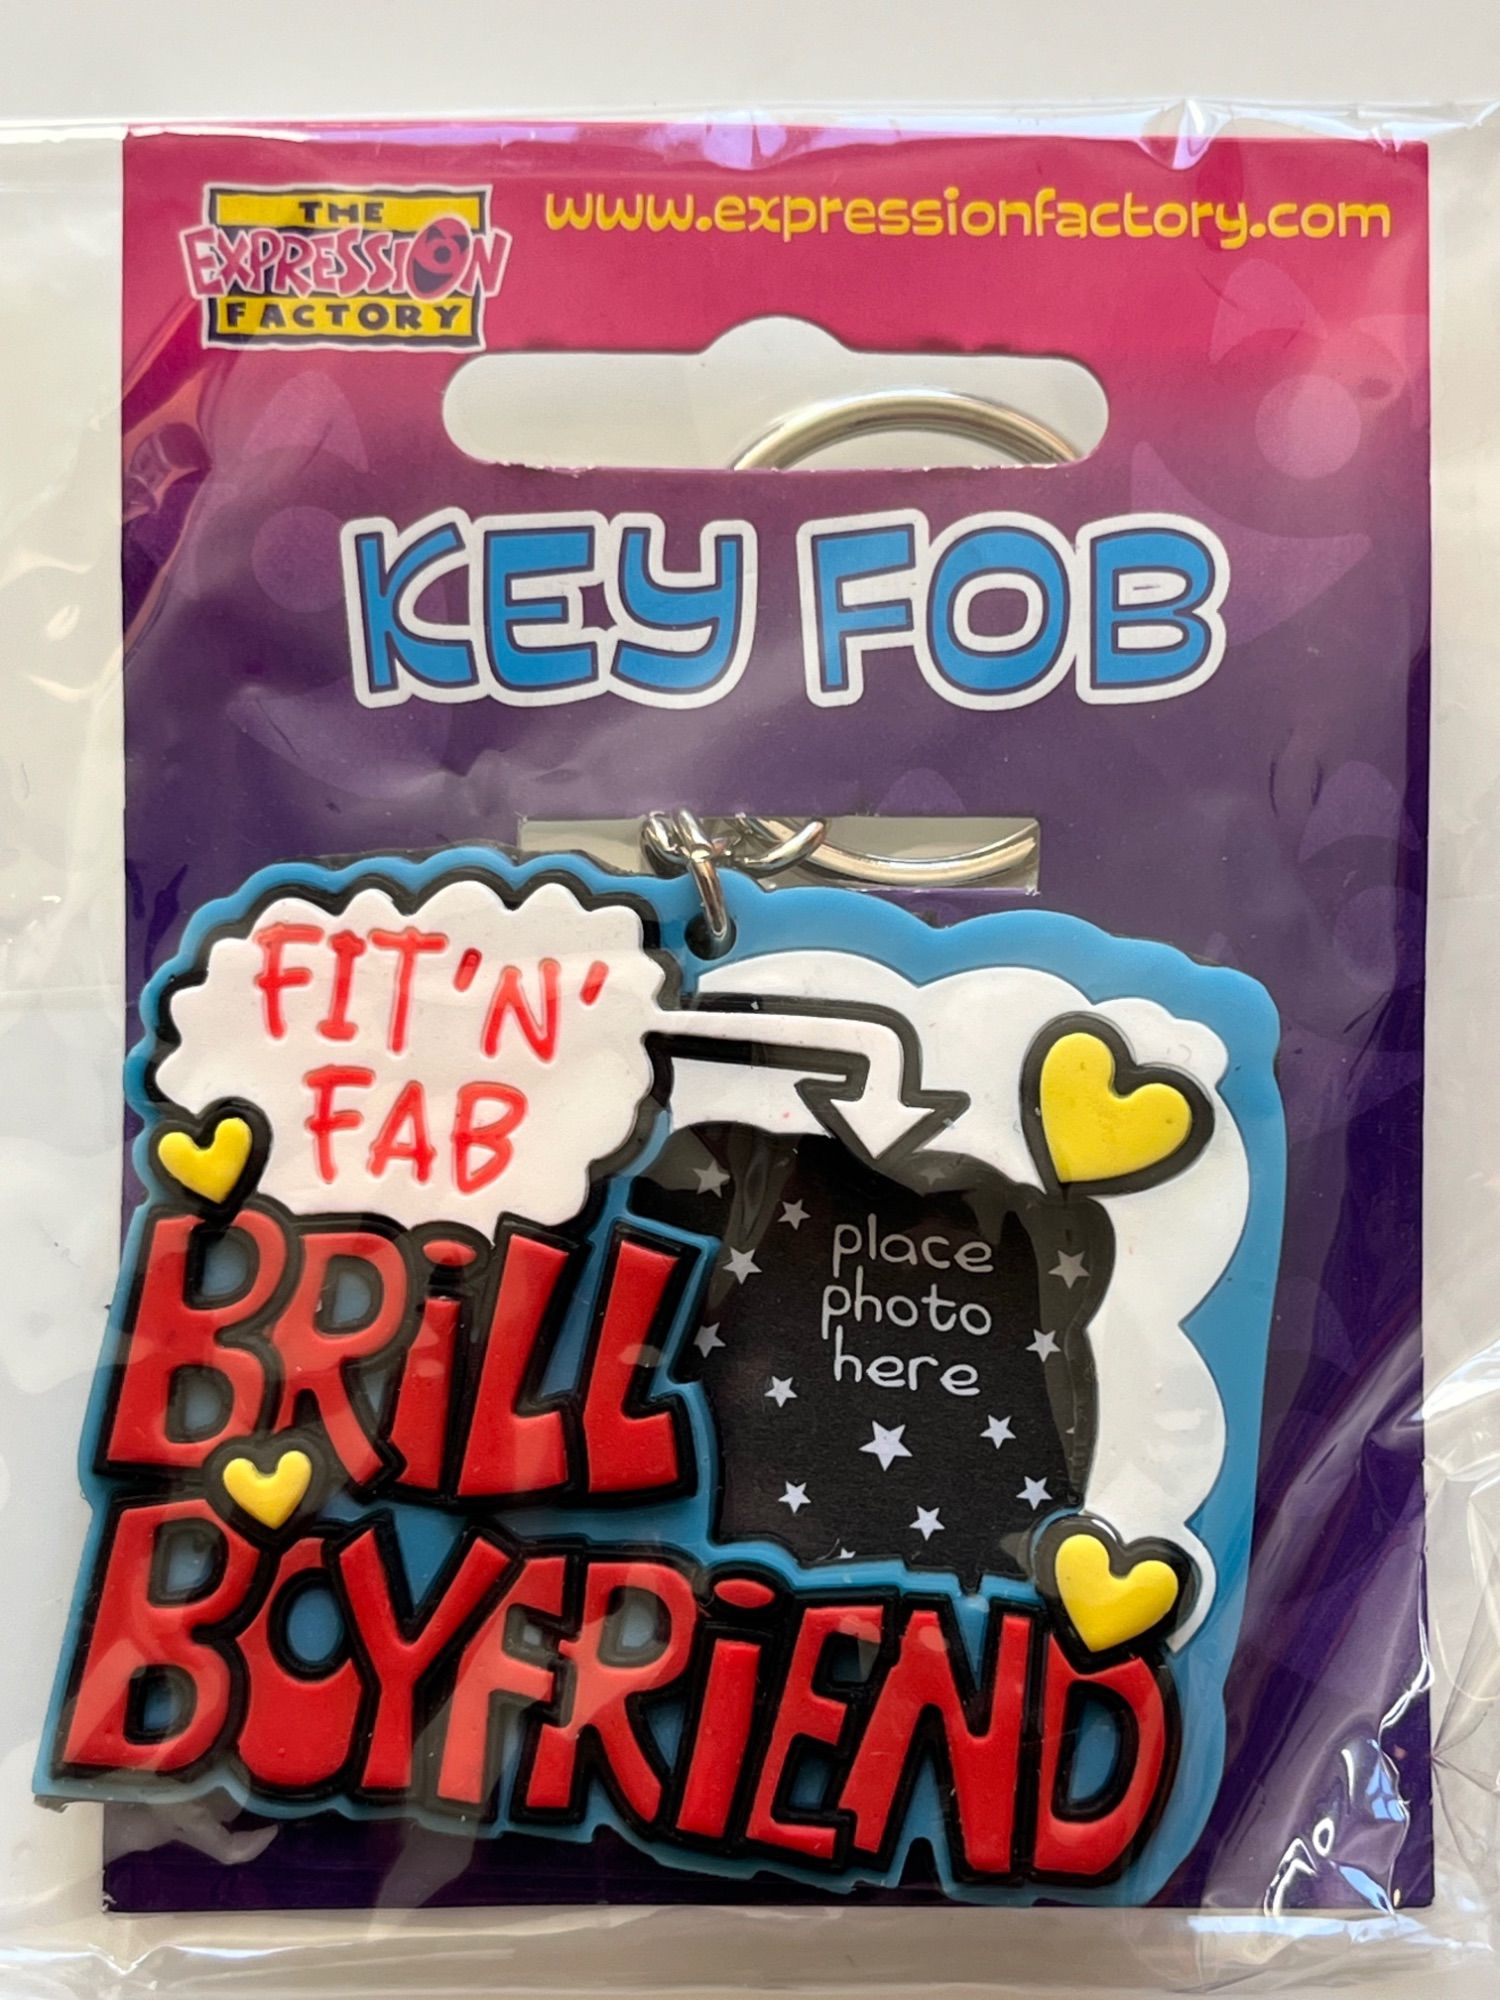 THE
EXPRESSION
FACTORY
www.expressionfactory.com
KEY FOB
FIT 'N'
FAB
place
photo
here
BRiLL
BOYFRiEND